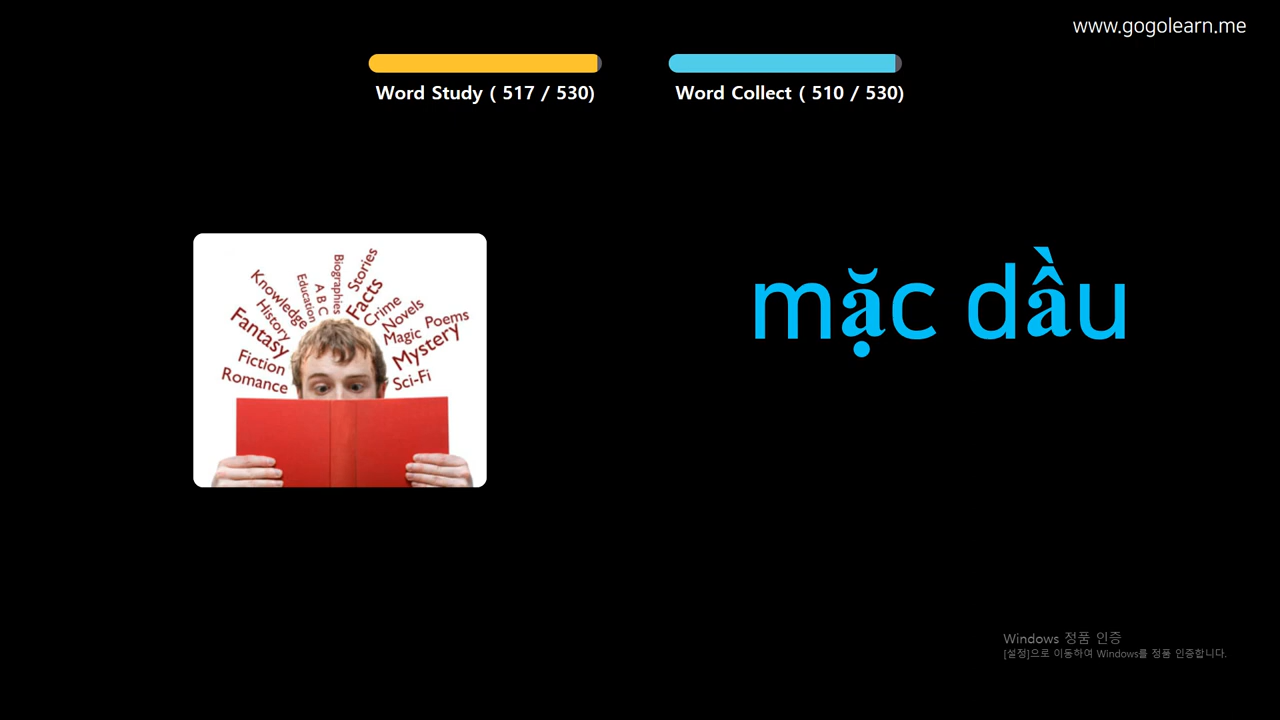 www.gogolearn.me
Word Study ( 517 / 530)
Word Collect ( 510 / 530)
Stories
Biographies
Facts
A B C
Education
Knowledge
History
Crime
Novels
Poems
Magic
Fantasy
Mystery
Fiction
Romance
Sci-Fi
mặc dầu
Windows 정품 인증
[설정]으로 이동하여 Windows를 정품 인증합니다.